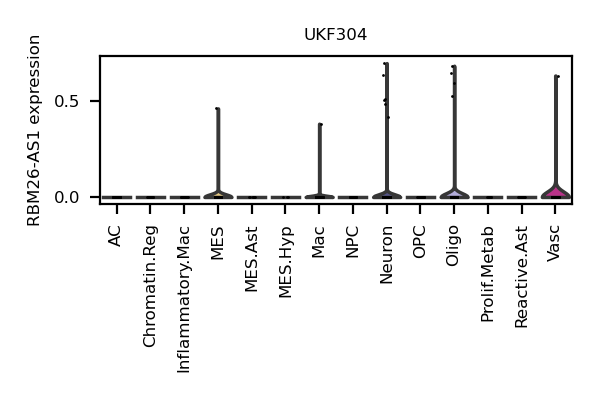 UKF304
RBM26-AS1 expression
0.5
0.0
AC
Chromatin.Reg
Inflammatory.Mac
MES
MES.Ast
MES.Hyp
Mac
NPC
Neuron
OPC
Oligo
Prolif.Metab
Reactive.Ast
Vasc